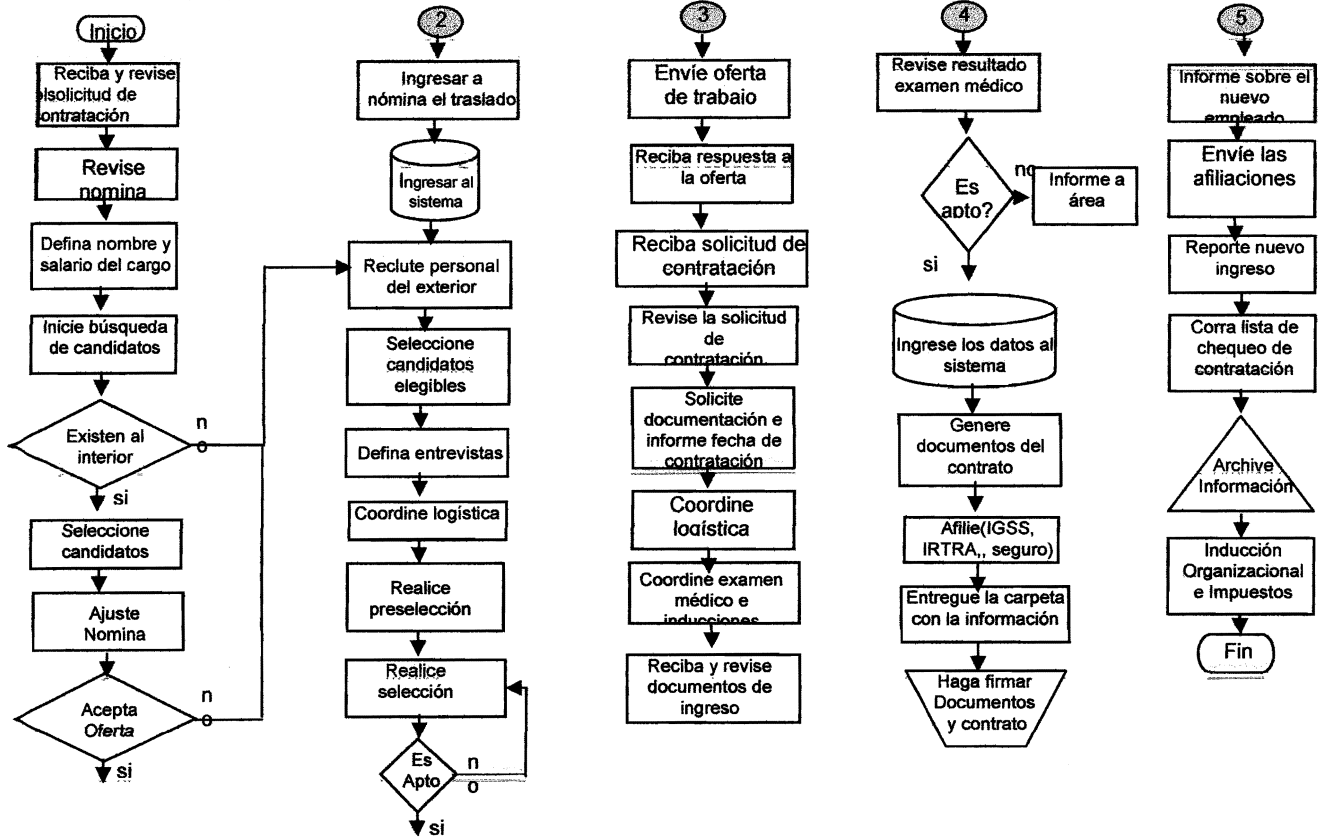 Inicio
Reciba y revise
lsolicitud de
ontratación
Revise
nomina
Defina nombre y
salario del cargo
Inicie búsqueda
de candidatos
Existen al
interior
n
o
si
Seleccione
candidatos
Ajuste
Nomina
Acepta
Oferta
n
o
si
2
Ingresar a
nómina el traslado
Ingresar al
sistema
Reclute personal
del exterior
Seleccione
candidatos
elegibles
Defina entrevistas
Coordine logística
Realice
preselección
Realice
selección
Es
Apto
n
o
si
3
Envíe oferta
de trabajo
Reciba respuesta a
la oferta
Reciba solicitud de
contratación
Revise la solicitud
de
contratación.
Solicite
documentación e
informe fecha de
contratación
Coordine
logística
Coordine examen
médico e
inducciones
Reciba y revise
documentos de
ingreso
4
Revise resultado
examen médico
Es
apto?
no
Informe a
área
si
Ingrese los datos al
sistema
Genere
documentos del
contrato
Afilie(IGSS,
IRTRA,, seguro)
Entregue la carpeta
con la información
Haga firmar
Documentos
y contrato
5
Informe sobre el
nuevo
empleado
Envíe las
afiliaciones
Reporte nuevo
ingreso
Corra lista de
chequeo de
contratación
Archive
Información
Inducción
Organizacional
e Impuestos
Fin